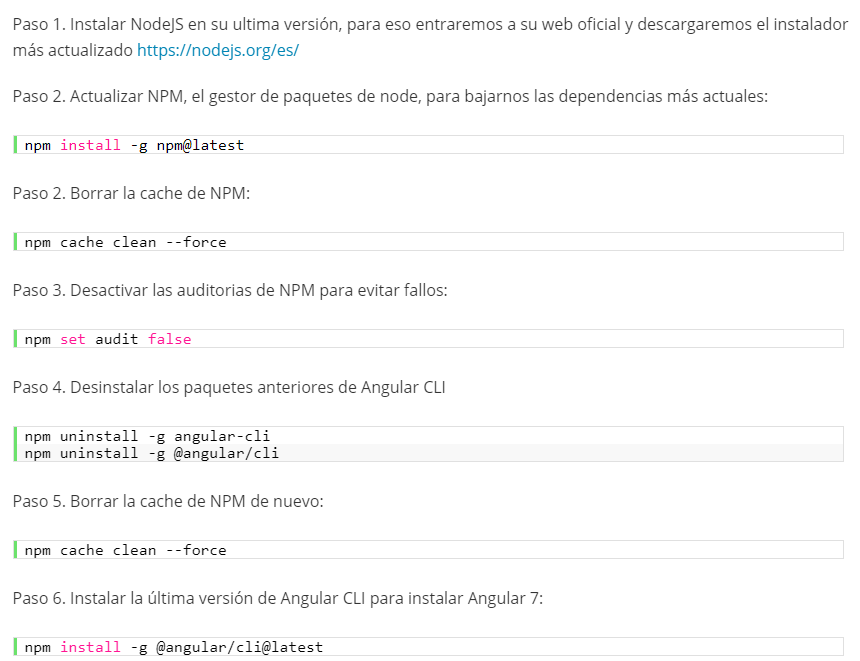 Paso 1. Instalar NodeJS en su ultima versión, para eso entraremos a su web oficial y descargaremos el instalador
más actualizado https://nodejs.org/es/
Paso 2. Actualizar NPM, el gestor de paquetes de node, para bajarnos las dependencias más actuales:
npm install -g npm@latest
Paso 2. Borrar la cache de NPM:
npm cache clean --force
Paso 3. Desactivar las auditorias de NPM para evitar fallos:
npm set audit false
Paso 4. Desinstalar los paquetes anteriores de Angular CLI
npm uninstall -g angular-cli
npm uninstall -g @angular/cli
Paso 5. Borrar la cache de NPM de nuevo:
npm cache clean --force
Paso 6. Instalar la última versión de Angular CLI para instalar Angular 7:
npm install -g @angular/cli@latest